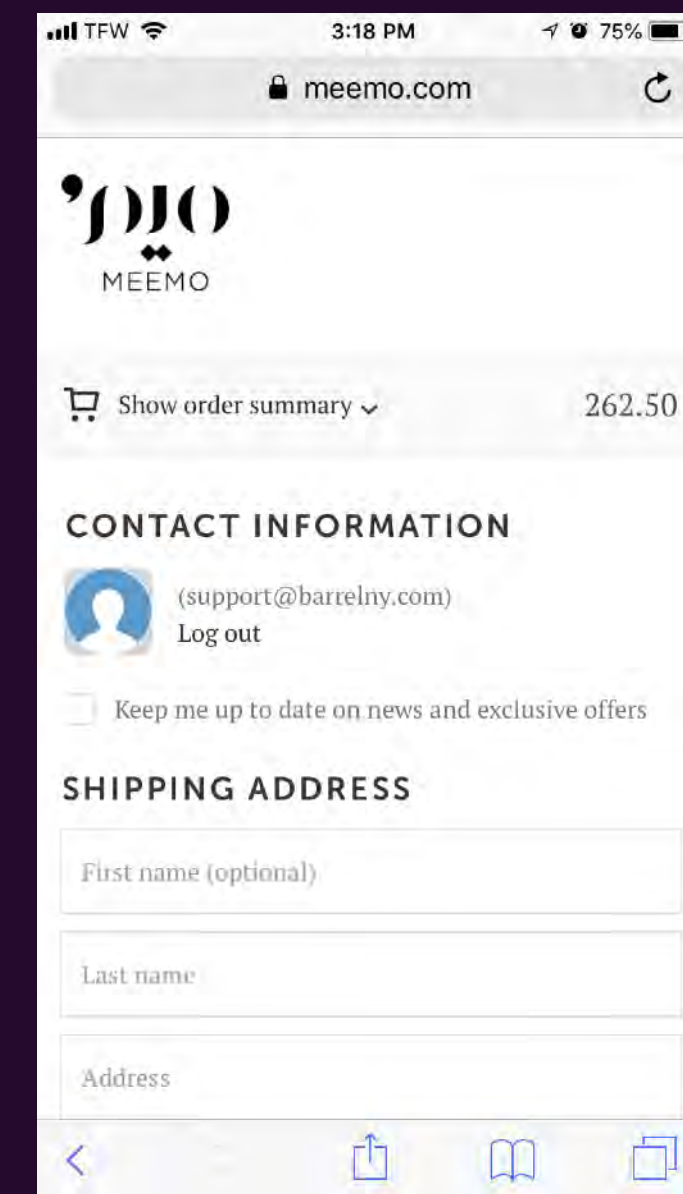 TFW 3:18 PM 75%
meemo.com
MEEMO
Show order summary 262.50
CONTACT INFORMATION
(support@barrelny.com)
Log out
Keep me up to date on news and exclusive offers
SHIPPING ADDRESS
First name (optional)
Last name
Address